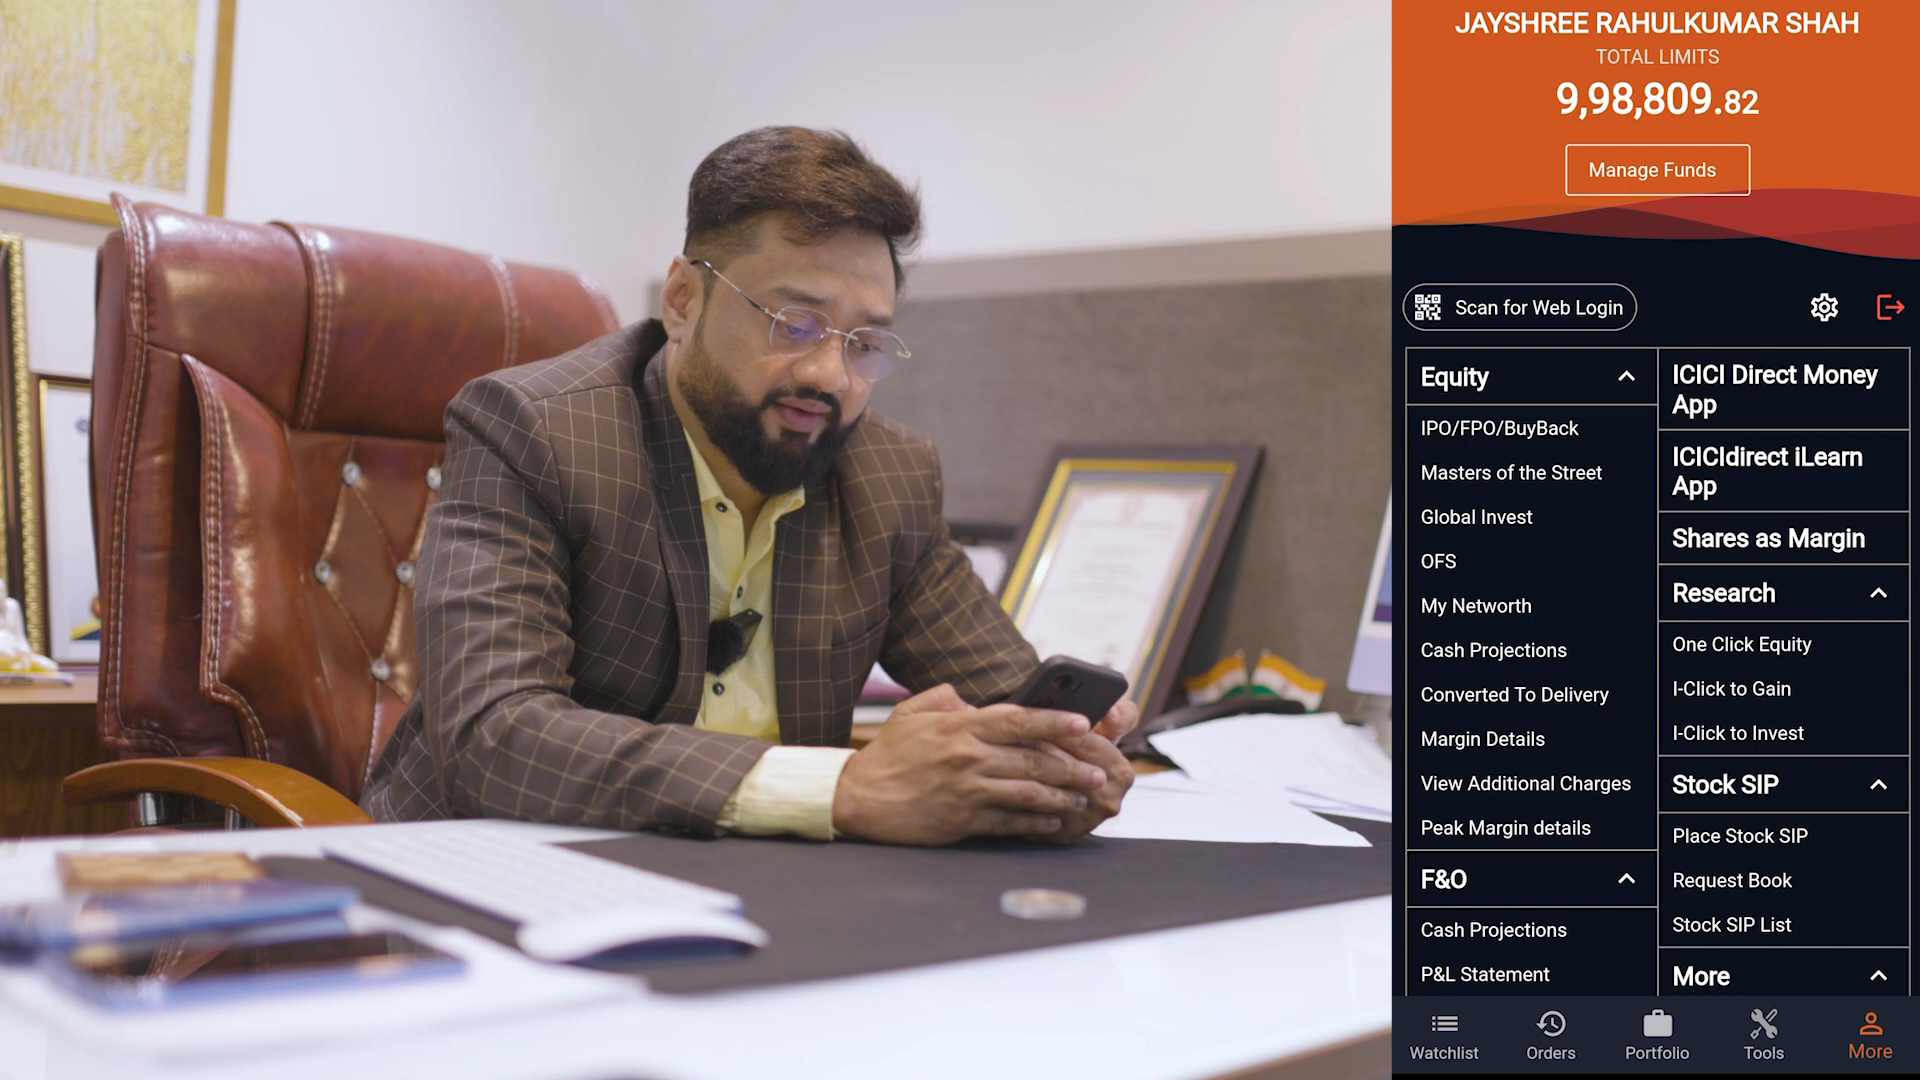 JAYSHREE RAHULKUMAR SHAH
TOTAL LIMITS
9,98,809.82
Manage Funds
Scan for Web Login
Equity
IPO/FPO/BuyBack
Masters of the Street
Global Invest
OFS
My Networth
Cash Projections
Converted To Delivery
Margin Details
View Additional Charges
Peak Margin details
F&O
Cash Projections
P&L Statement
ICICI Direct Money
App
ICICIdirect iLearn
App
Shares as Margin
Research
One Click Equity
I-Click to Gain
I-Click to Invest
Stock SIP
Place Stock SIP
Request Book
Stock SIP List
More
Watchlist
Orders
Portfolio
Tools
More